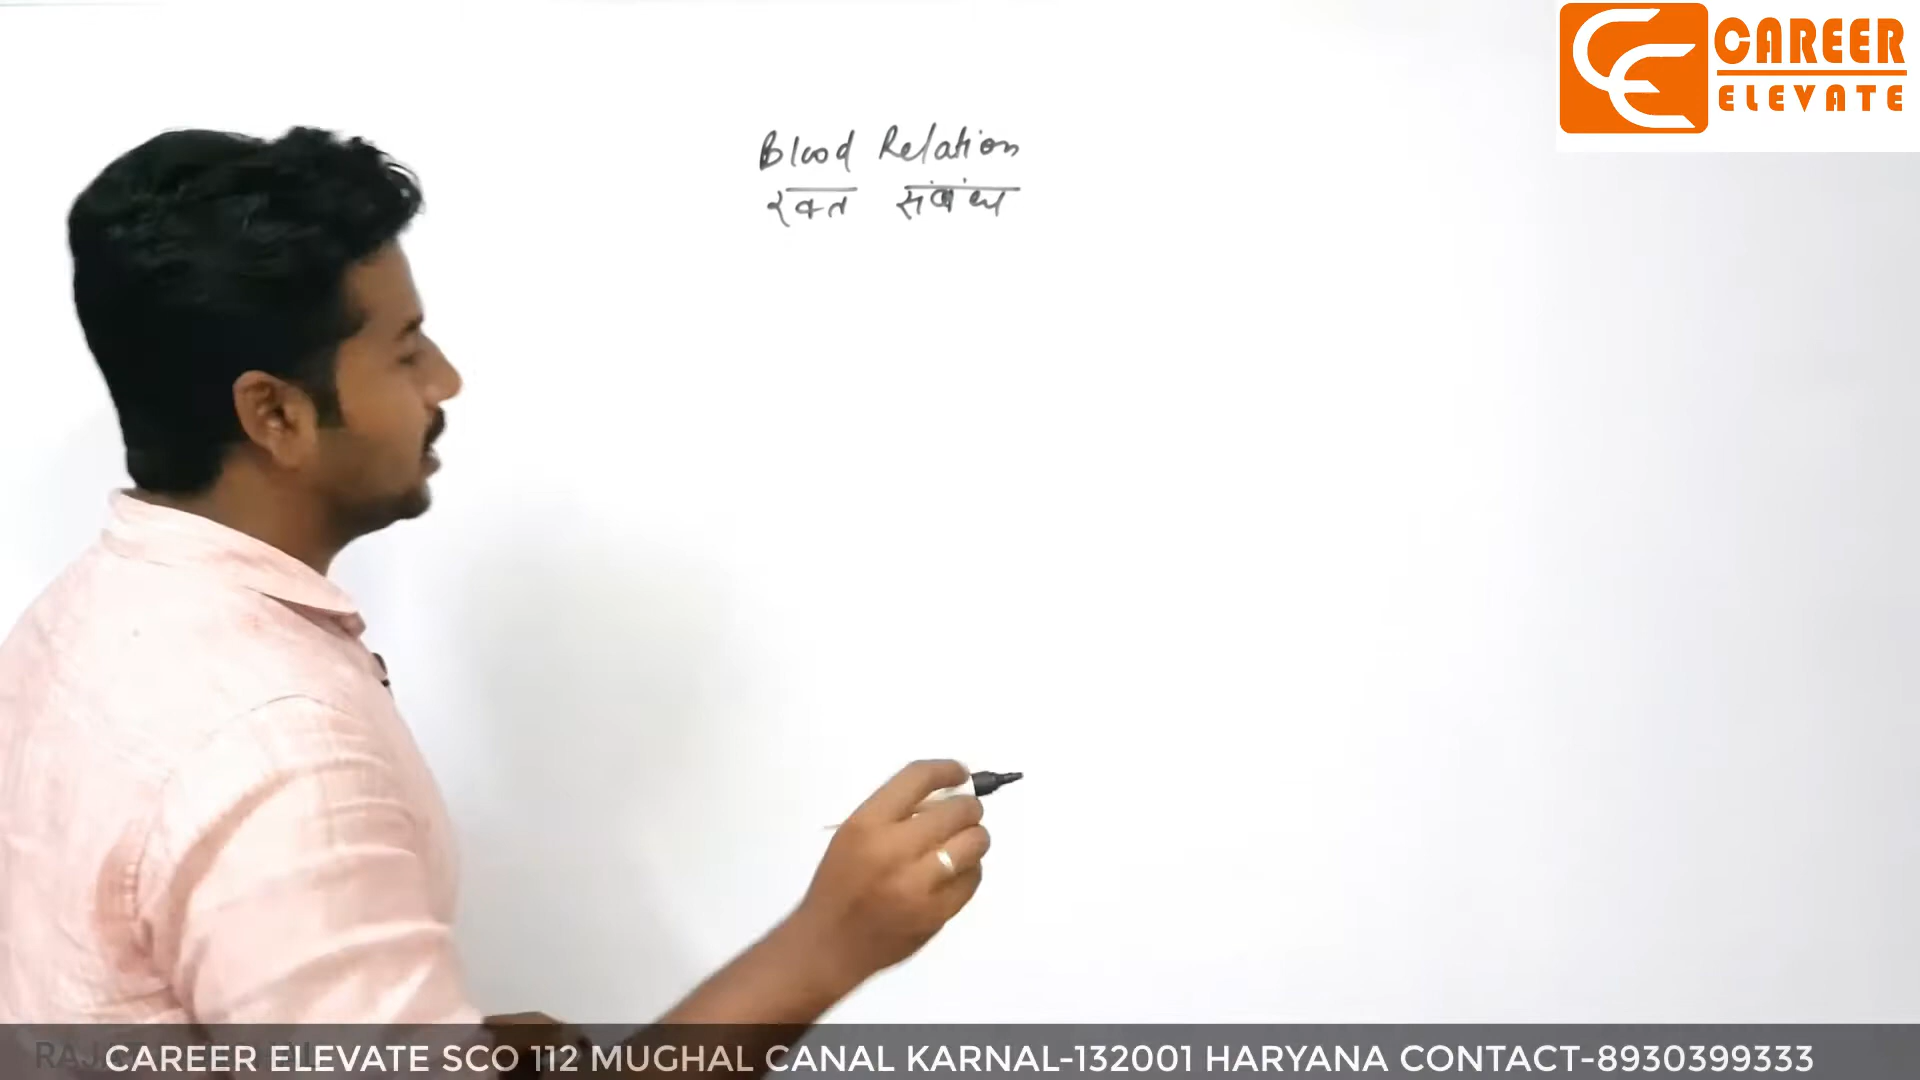 CAREER
ELEVATE
Blood Relation
रक्त संबंध
CAREER ELEVATE SCO 112 MUGHAL CANAL KARNAL-132001 HARYANA CONTACT-8930399333